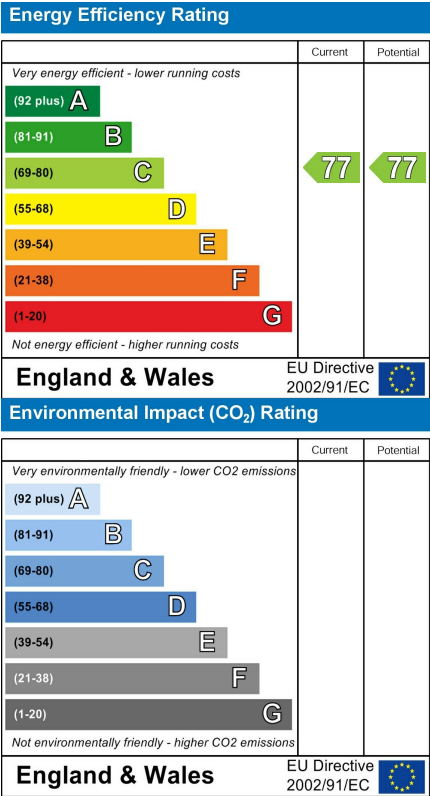 Energy Efficiency Rating
Current Potential
Very energy efficient - lower running costs
(92 plus) A
(81-91) B
(69-80) C 77 77
(55-68) D
(39-54) E
(21-38) F
(1-20) G
Not energy efficient - higher running costs
England & Wales EU Directive 2002/91/EC
Environmental Impact (CO₂) Rating
Current Potential
Very environmentally friendly - lower CO2 emissions
(92 plus) A
(81-91) B
(69-80) C
(55-68) D
(39-54) E
(21-38) F
(1-20) G
Not environmentally friendly - higher CO2 emissions
England & Wales EU Directive 2002/91/EC